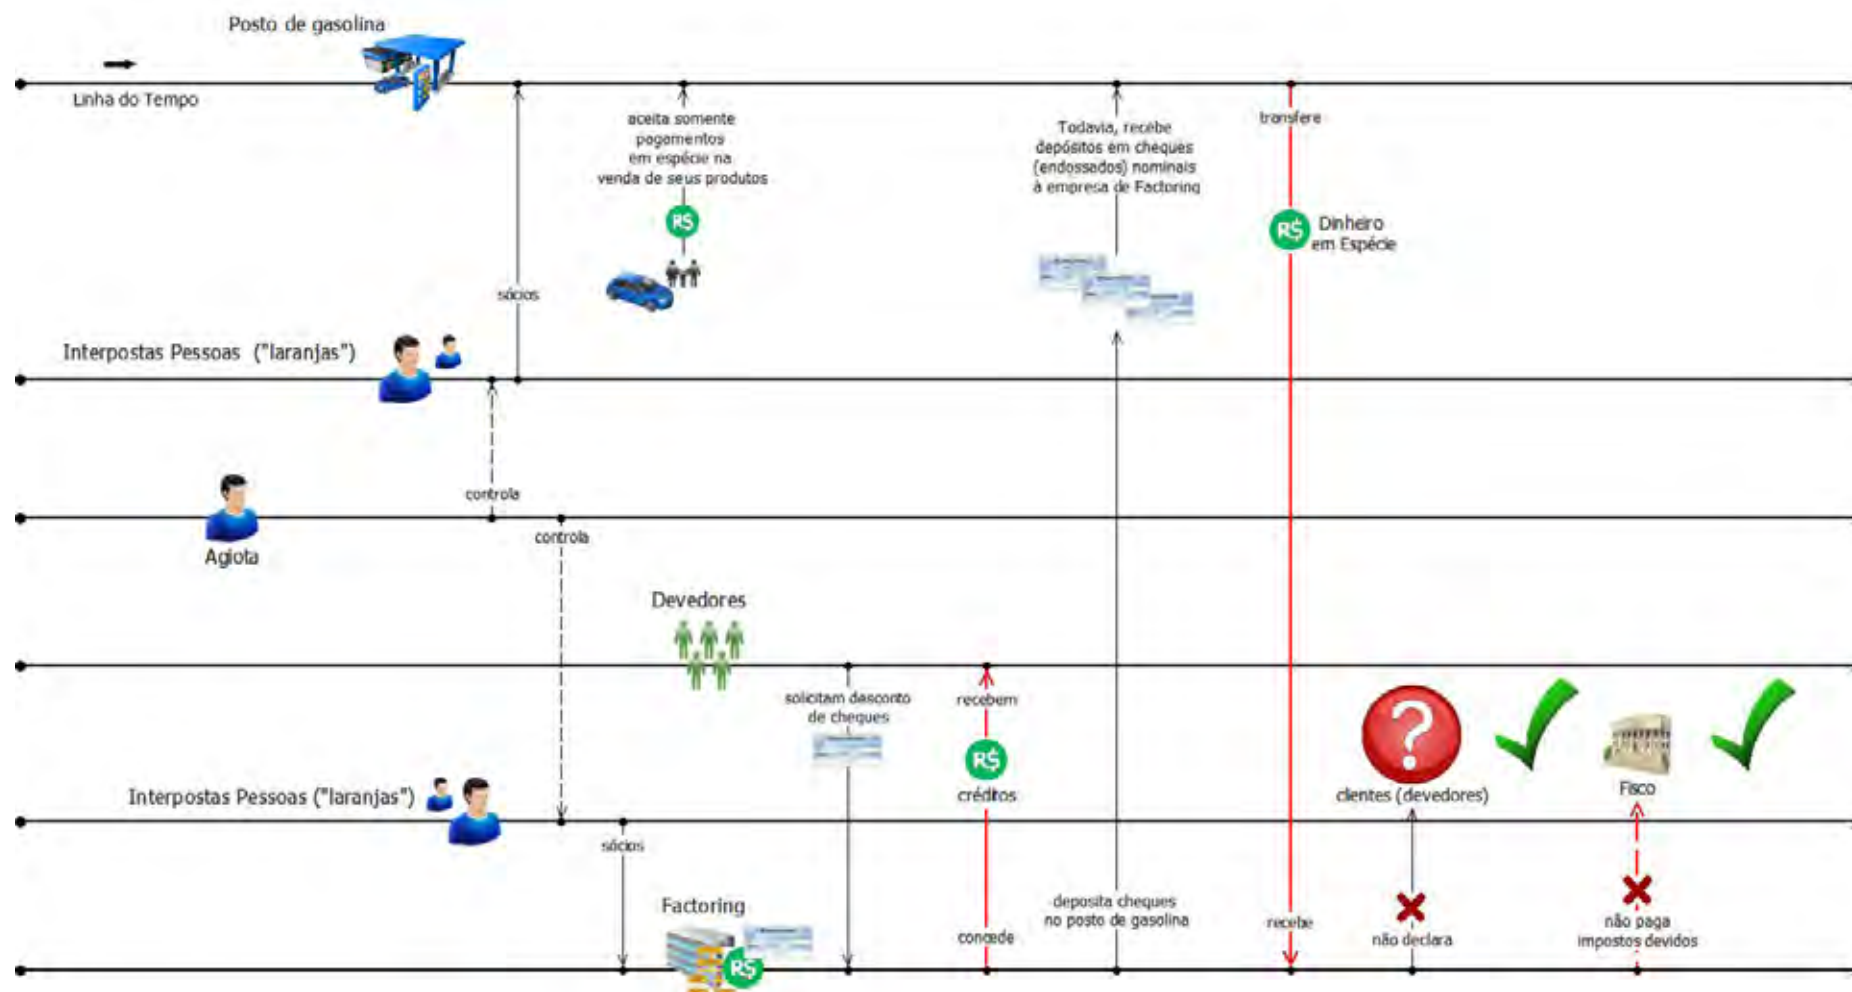 Posto de gasolina
Linha do Tempo
aceita somente
pagamentos
em espécie na
venda de seus produtos
R$
Todavia, recebe
depósitos em cheques
(endossados) nominais
à empresa de Factoring
transfere
R$
Dinheiro
em Espécie
sócios
Interpostas Pessoas ("laranjas")
controla
Agiota
controla
Devedores
solicitam desconto
de cheques
recebem
R$
créditos
?
clientes (devedores)
Fisco
Interpostas Pessoas ("laranjas")
sócios
Factoring
R$
concede
deposita cheques
no posto de gasolina
recebe
não declara
não paga
impostos devidos